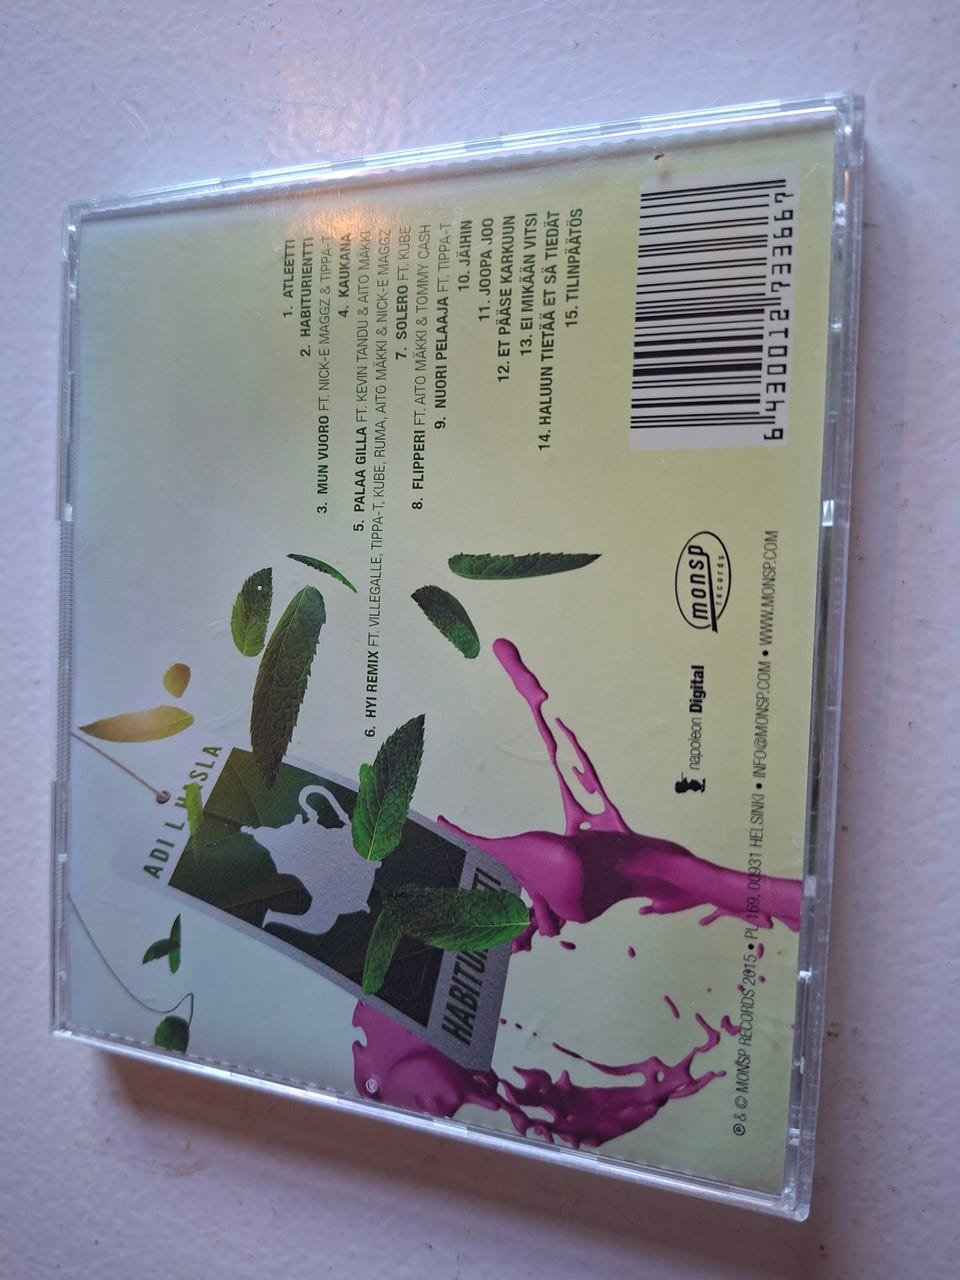 1. ATLEETTI
2. HABITURIENTTI
3. MUN VUORO FT. NICK-E MAGGZ & TIPPA-T
4. KAUKANA
5. PALAA GILLA FT. KEVIN TANDU & AITO MÄKKI
6. HYI REMIX FT. VILLEGALLE, TIPPA-T, KUBE, RUMA, AITO MÄKKI & NICK-E MAGGZ
7. SOLERO FT. KUBE
8. FLIPPERI FT. AITO MÄKKI & TOMMY CASH
9. NUORI PELAAJA FT. TIPPA-T
10. JÄIHIN
11. JOOPA JOO
12. ET PÄÄSE KARKUUN
13. EI MIKÄÄN VITSI
14. HALUUN TIETÄÄ ET SÄ TIEDÄT
15. TILINPÄÄTÖS
ADI L HASLA
napoleon Digital
monsp
records
6 430012 733667
℗ & © MONSP RECORDS 2015 • PL 169, 00931 HELSINKI • INFO@MONSP.COM • WWW.MONSP.COM